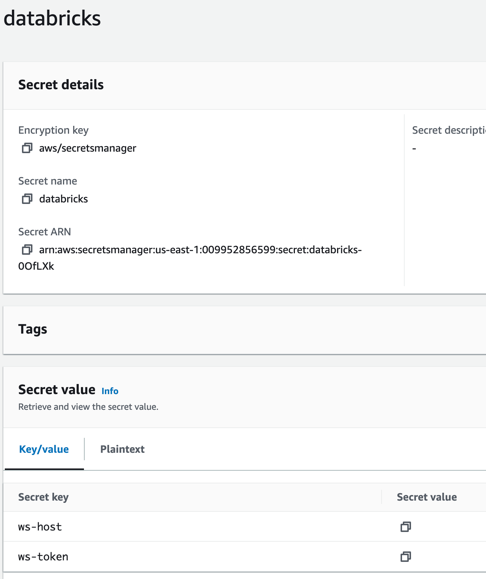 databricks
Secret details
Encryption key
aws/secretsmanager
Secret name
databricks
Secret ARN
arn:aws:secretsmanager:us-east-1:009952856599:secret:databricks-
0OfLXk
Secret descripti
-
Tags
Secret value Info
Retrieve and view the secret value.
Key/value Plaintext
Secret key Secret value
ws-host
ws-token